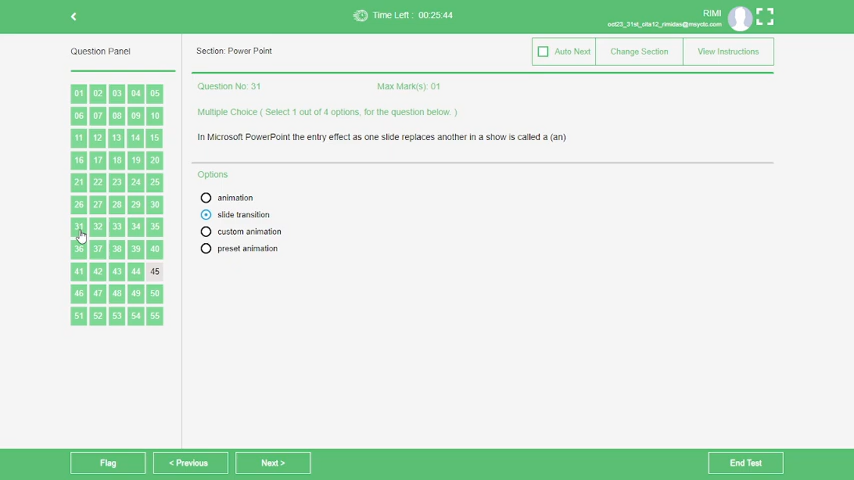 Time Left : 00:25:44
RIMI
Question Panel
Section: Power Point
Auto Next
Change Section
View Instructions
01 02 03 04 05
06 07 08 09 10
11 12 13 14 15
16 17 18 19 20
21 22 23 24 25
26 27 28 29 30
31 32 33 34 35
36 37 38 39 40
41 42 43 44 45
46 47 48 49 50
51 52 53 54 55
Question No: 31
Max Mark(s): 01
Multiple Choice ( Select 1 out of 4 options, for the question below. )
In Microsoft PowerPoint the entry effect as one slide replaces another in a show is called a (an)
Options
animation
slide transition
custom animation
preset animation
Flag
< Previous
Next >
End Test